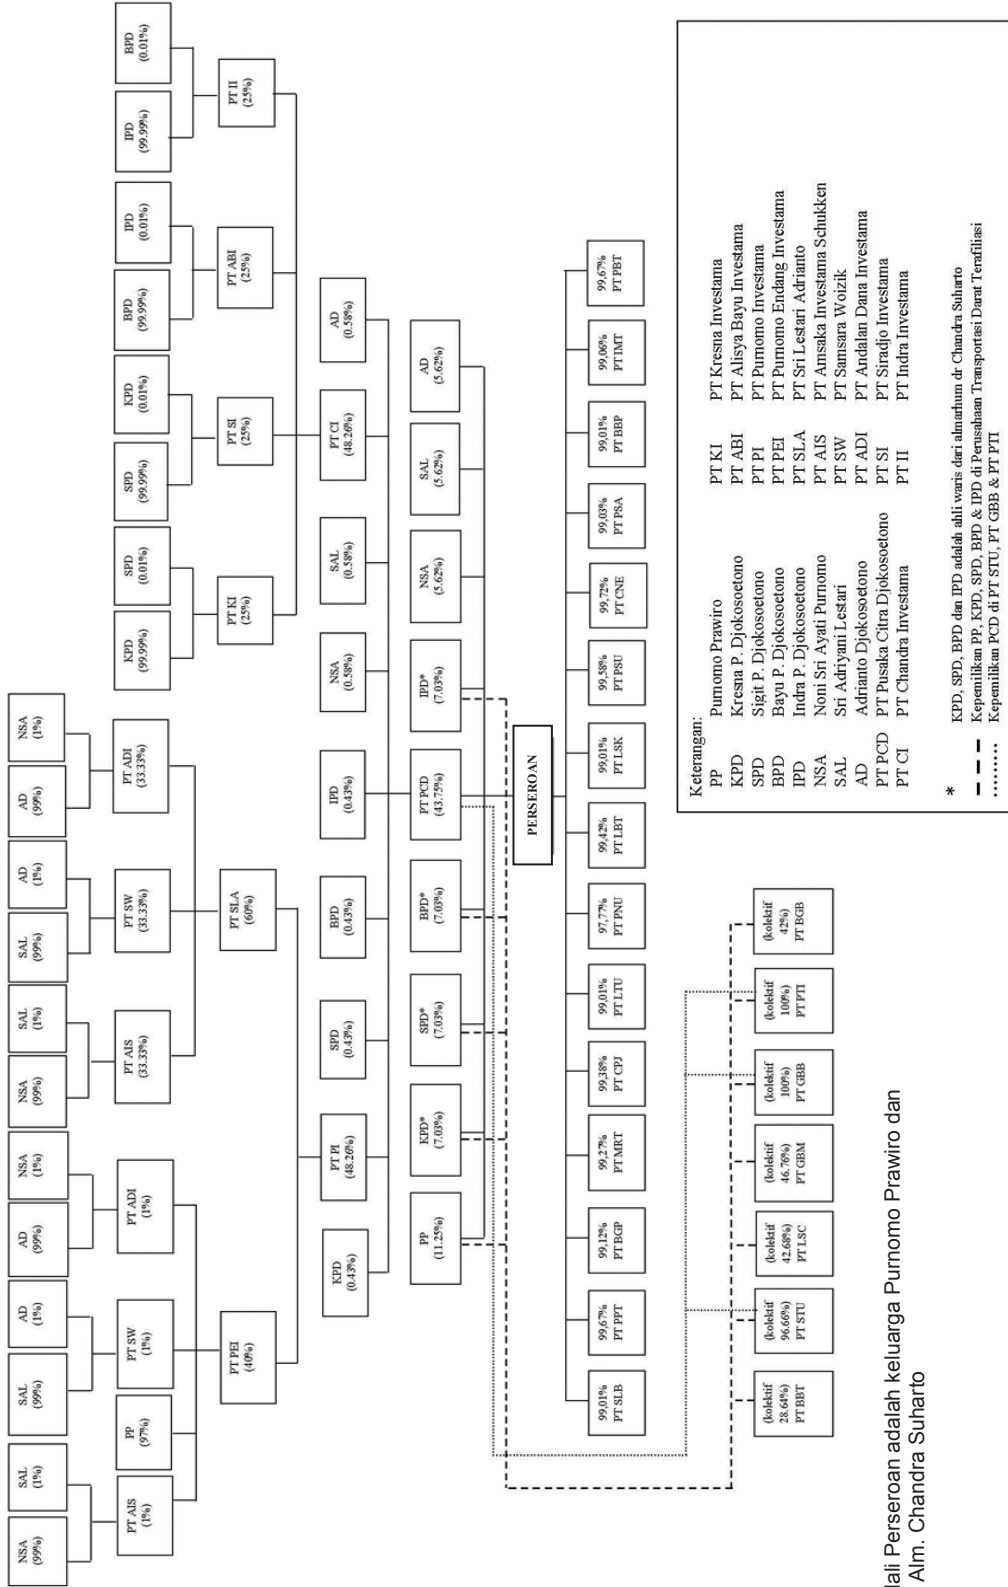 NSA
(99%)
SAL
(1%)
SAL
(99%)
AD
(1%)
AD
(99%)
NSA
(1%)
NSA
(99%)
SAL
(1%)
SAL
(99%)
AD
(1%)
AD
(99%)
NSA
(1%)
PT AIS
(1%)
PP
(97%)
PT SW
(1%)
PT ADI
(1%)
PT AIS
(33.33%)
PT SW
(33.33%)
PT ADI
(33.33%)
KPD
(99.99%)
SPD
(0.01%)
SPD
(99.99%)
KPD
(0.01%)
BPD
(99.99%)
IPD
(0.01%)
IPD
(99.99%)
BPD
(0.01%)
PT PEI
(40%)
PT SLA
(60%)
PT KI
(25%)
PT SI
(25%)
PT ABI
(25%)
PT II
(25%)
KPD
(0.43%)
PT PI
(48.26%)
SPD
(0.43%)
BPD
(0.43%)
IPD
(0.43%)
NSA
(0.58%)
SAL
(0.58%)
PT CI
(48.26%)
AD
(0.58%)
PP
(11.25%)
KPD*
(7.03%)
SPD*
(7.03%)
BPD*
(7.03%)
PT PCD
(43.75%)
IPD*
(7.03%)
NSA
(5.62%)
SAL
(5.62%)
AD
(5.62%)
PERSEROAN
99,01%
PT SLB
99,67%
PT PPT
99,12%
PT BGP
99,27%
PT MRT
99,38%
PT CPJ
99,01%
PT LTU
97,77%
PT PNU
99,42%
PT LBT
99,01%
PT LSK
99,58%
PT PSU
99,72%
PT CNE
99,03%
PT PSA
99,01%
PT BBP
99,06%
PT IMT
99,67%
PT PBT
(kolektif
28.64%)
PT BBT
(kolektif
96.66%)
PT STU
(kolektif
42.68%)
PT LSC
(kolektif
46.76%)
PT GBM
(kolektif
100%)
PT GBB
(kolektif
100%)
PT PTI
(kolektif
42%)
PT BGB
Keterangan:
PP Purnomo Prawiro PT KI PT Kresna Investama
KPD Kresna P. Djokosoetono PT ABI PT Alisya Bayu Investama
SPD Sigit P. Djokosoetono PT PI PT Purnomo Investama
BPD Bayu P. Djokosoetono PT PEI PT Purnomo Endang Investama
IPD Indra P. Djokosoetono PT SLA PT Sri Lestari Adrianto
NSA Noni Sri Ayati Purnomo PT AIS PT Amsaka Investama Schukken
SAL Sri Adriyani Lestari PT SW PT Samsara Woizik
AD Adrianto Djokosoetono PT ADI PT Andalan Dana Investama
PT PCD PT Pusaka Citra Djokosoetono PT SI PT Siradjo Investama
PT CI PT Chandra Investama PT II PT Indra Investama
* KPD, SPD, BPD dan IPD adalah ahli waris dari almarhum dr Chandra Suharto
Kepemilikan PP, KPD, SPD, BPD & IPD di Perusahaan Transportasi Darat Terafiliasi
Kepemilikan PCD di PT STU, PT GBB & PT PTI
lali Perseroan adalah keluarga Purnomo Prawiro dan
Alm. Chandra Suharto